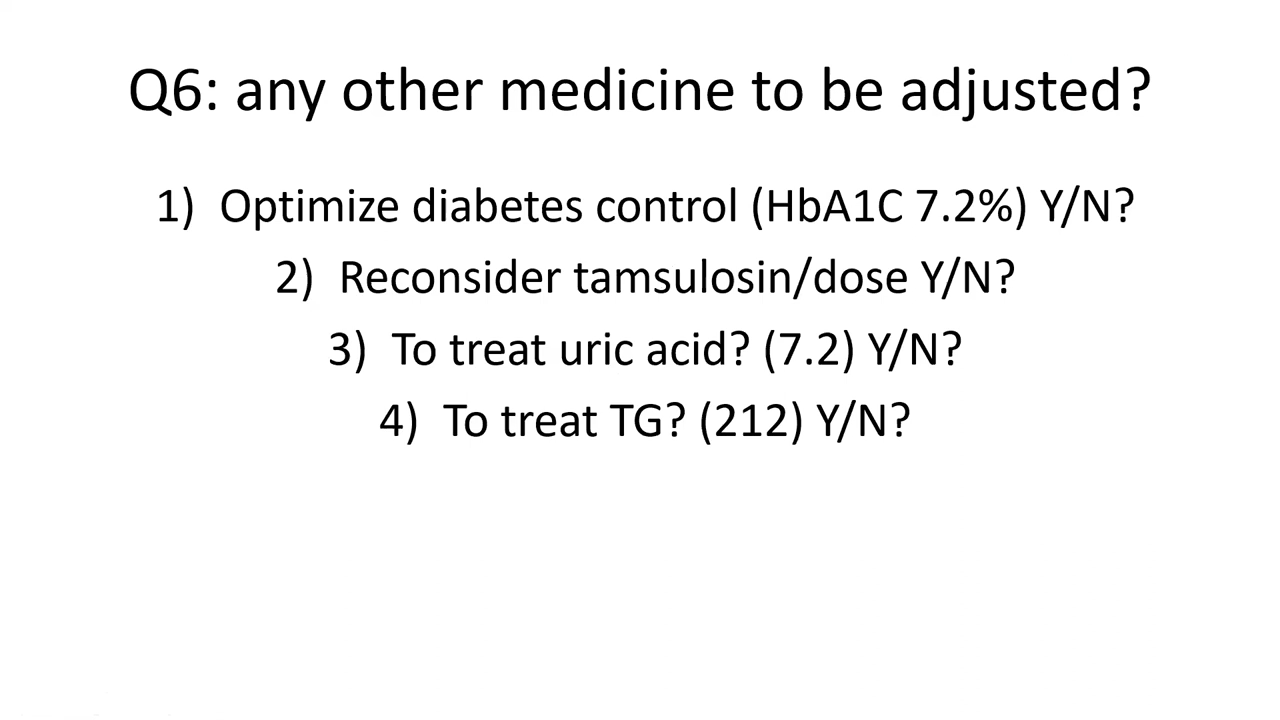 Q6: any other medicine to be adjusted?
1) Optimize diabetes control (HbA1C 7.2%) Y/N?
2) Reconsider tamsulosin/dose Y/N?
3) To treat uric acid? (7.2) Y/N?
4) To treat TG? (212) Y/N?